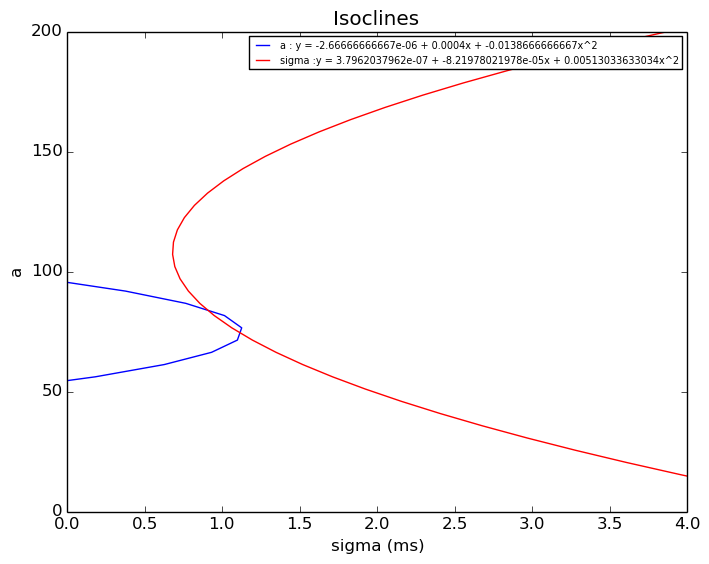 Isoclines
a : y = -2.66666666667e-06 + 0.0004x + -0.0138666666667x^2
sigma :y = 3.7962037962e-07 + -8.21978021978e-05x + 0.00513033633034x^2
200
150
100
50
0
a
0.0 0.5 1.0 1.5 2.0 2.5 3.0 3.5 4.0
sigma (ms)